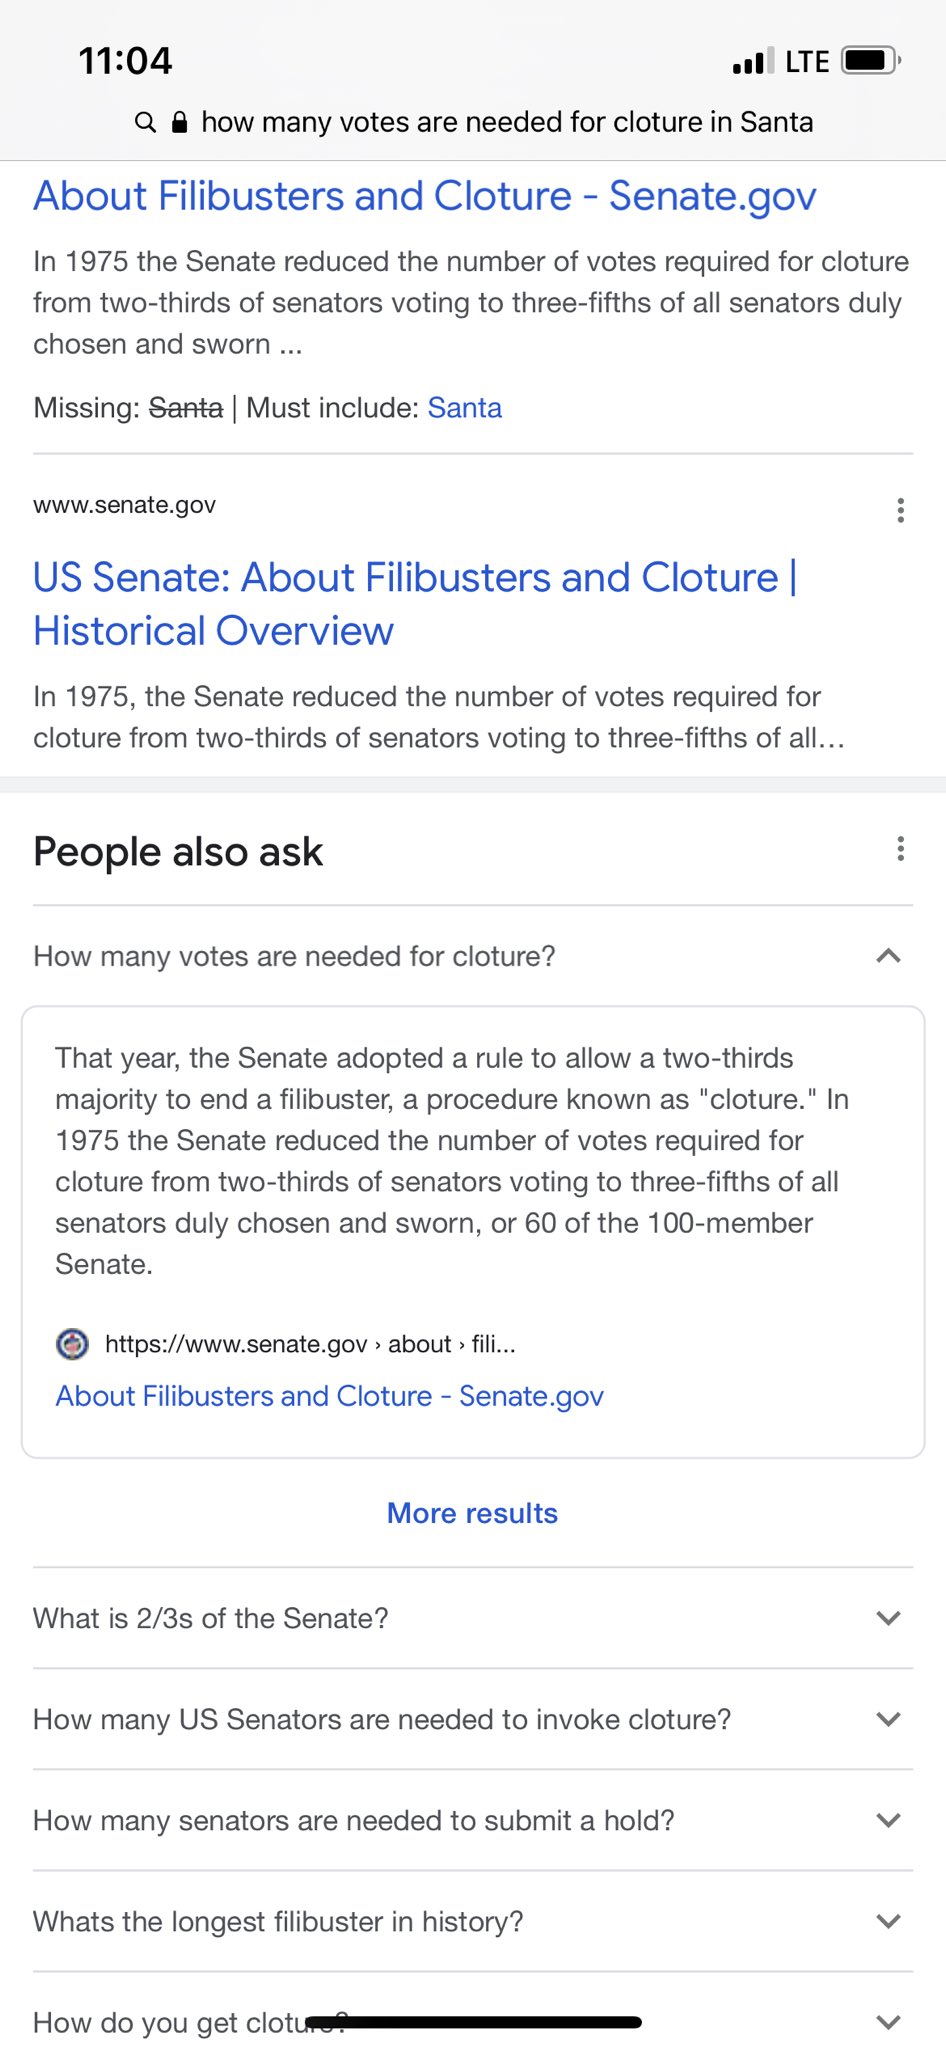 11:04
LTE
how many votes are needed for cloture in Santa
About Filibusters and Cloture - Senate.gov
In 1975 the Senate reduced the number of votes required for cloture
from two-thirds of senators voting to three-fifths of all senators duly
chosen and sworn ...
Missing: Santa | Must include: Santa
www.senate.gov
US Senate: About Filibusters and Cloture |
Historical Overview
In 1975, the Senate reduced the number of votes required for
cloture from two-thirds of senators voting to three-fifths of all...
People also ask
How many votes are needed for cloture?
That year, the Senate adopted a rule to allow a two-thirds
majority to end a filibuster, a procedure known as "cloture." In
1975 the Senate reduced the number of votes required for
cloture from two-thirds of senators voting to three-fifths of all
senators duly chosen and sworn, or 60 of the 100-member
Senate.
https://www.senate.gov › about › fili...
About Filibusters and Cloture - Senate.gov
More results
What is 2/3s of the Senate?
How many US Senators are needed to invoke cloture?
How many senators are needed to submit a hold?
Whats the longest filibuster in history?
How do you get cloture?